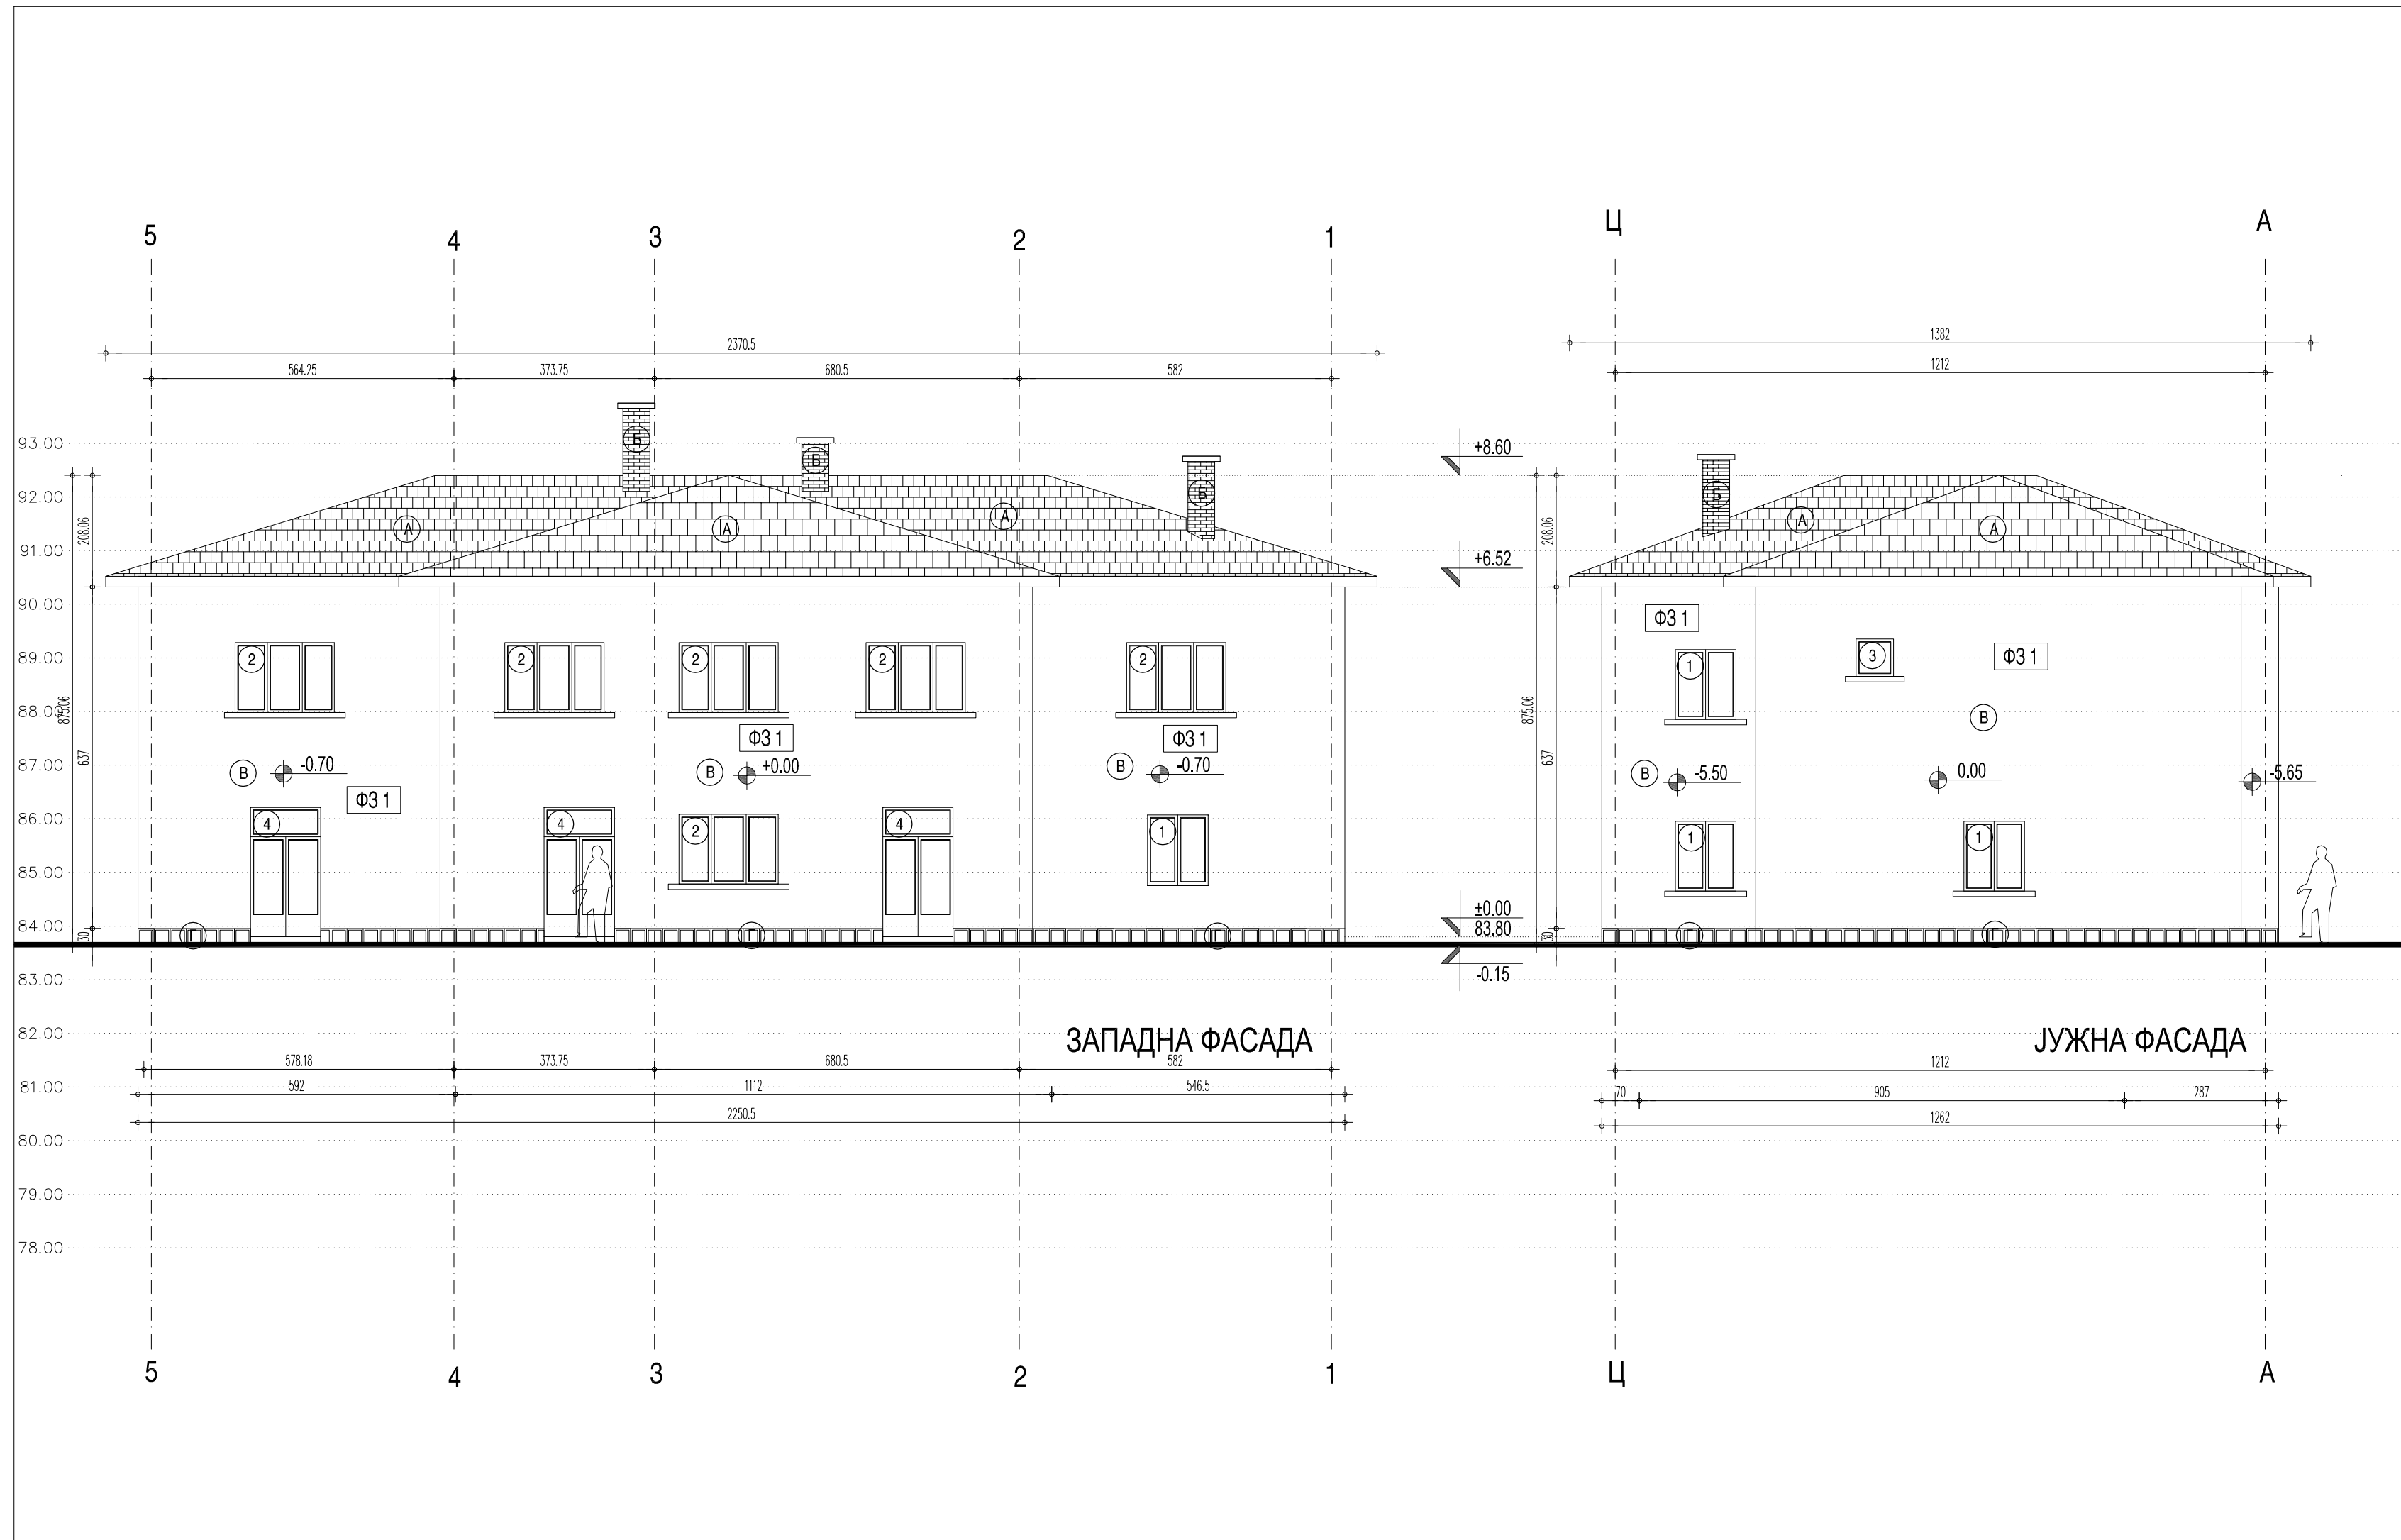 5 4 3 2 1 Ц А
2370.5 1382
564.25 373.75 680.5 582 1212
93.00 Б Б Б +8.60 Б
92.00
208.06 А А А 208.06 А А
91.00 +6.52
90.00
ФЗ 1
89.00 2 2 2 2 2 1 3 ФЗ 1
88.00 875.06 875.06 В
ФЗ 1 ФЗ 1
87.00 637 В -0.70 В +0.00 В -0.70 637 В -5.50 0.00 -5.65
ФЗ 1
86.00 4 4 2 4 1 1 1
85.00
±0.00
84.00 30 Г Г Г 83.80 30 Г Г
83.00 -0.15
82.00 ЗАПАДНА ФАСАДА ЈУЖНА ФАСАДА
578.18 373.75 680.5 582 1212
81.00 592 1112 546.5 70 905 287
2250.5 1262
80.00
79.00
78.00
5 4 3 2 1 Ц А